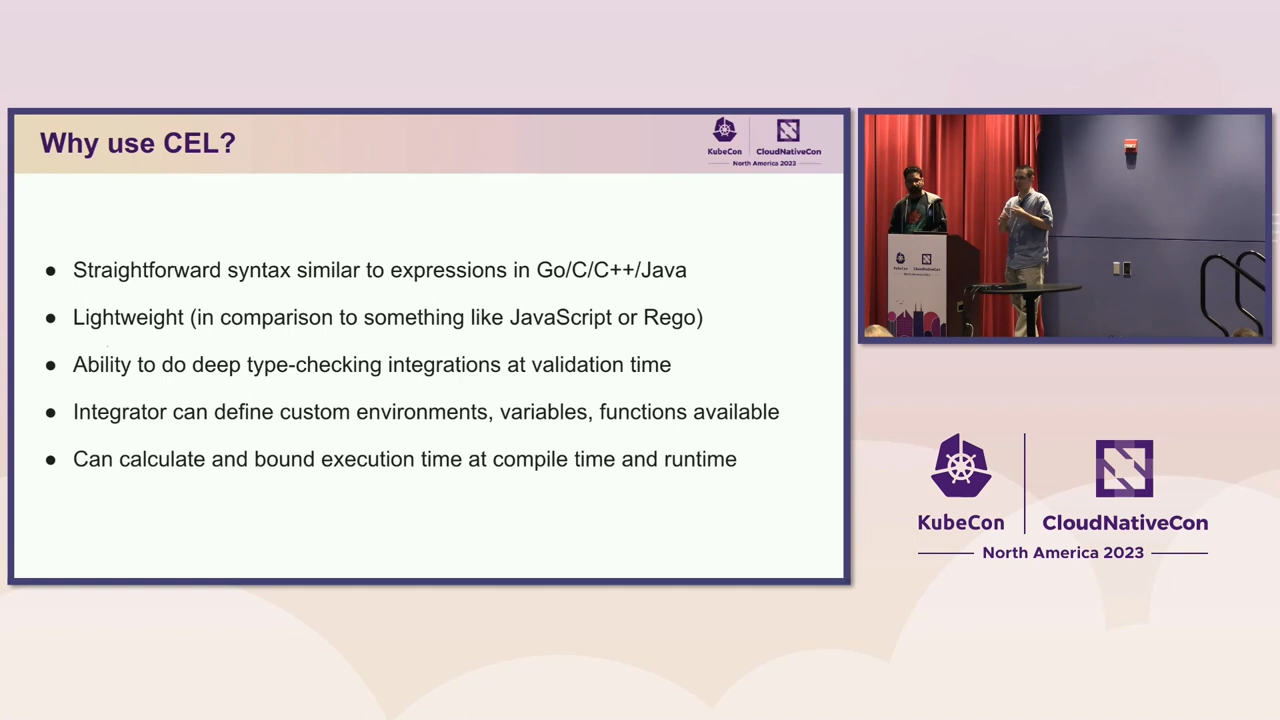 Why use CEL?
KubeCon
CloudNativeCon
North America 2023
● Straightforward syntax similar to expressions in Go/C/C++/Java
● Lightweight (in comparison to something like JavaScript or Rego)
● Ability to do deep type-checking integrations at validation time
● Integrator can define custom environments, variables, functions available
● Can calculate and bound execution time at compile time and runtime
KubeCon
CloudNativeCon
North America 2023